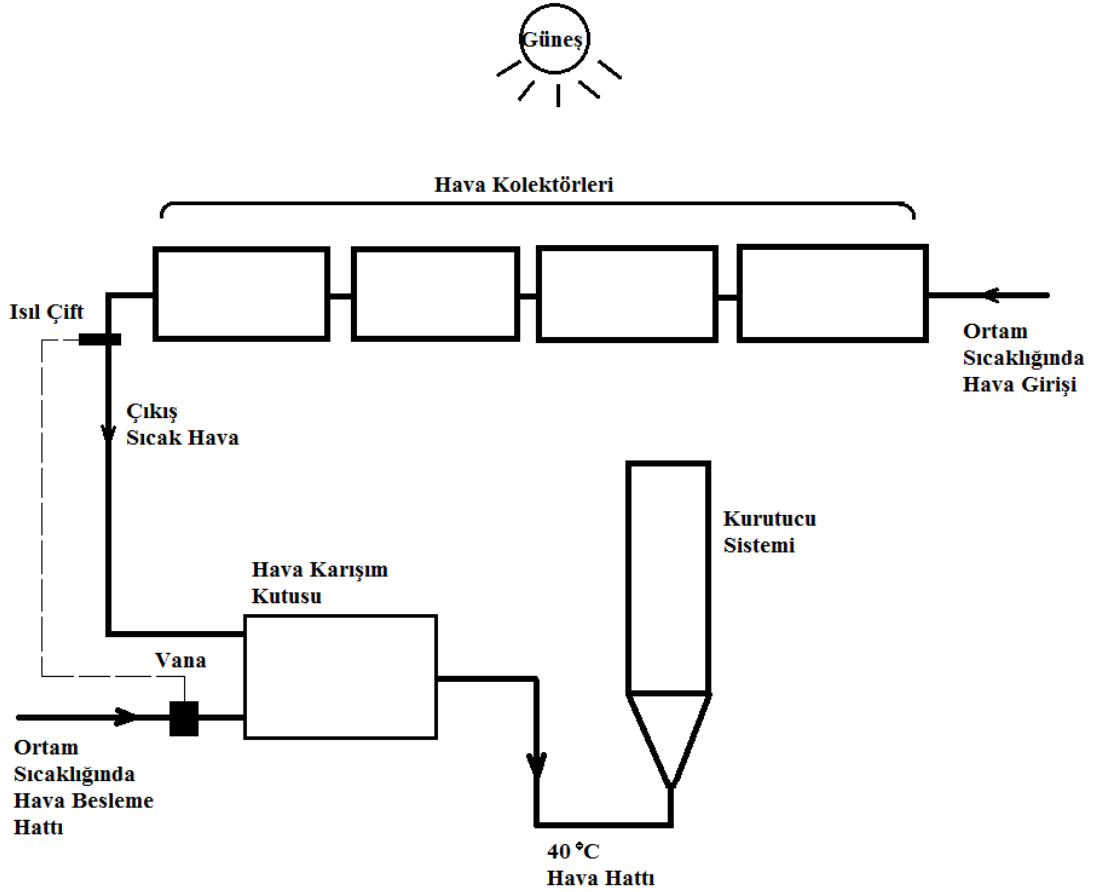 Güneş
Hava Kolektörleri
Isıl Çift
Ortam
Sıcaklığında
Hava Girişi
Çıkış
Sıcak Hava
Kurutucu
Sistemi
Hava Karışım
Kutusu
Vana
Ortam
Sıcaklığında
Hava Besleme
Hattı
40 °C
Hava Hattı